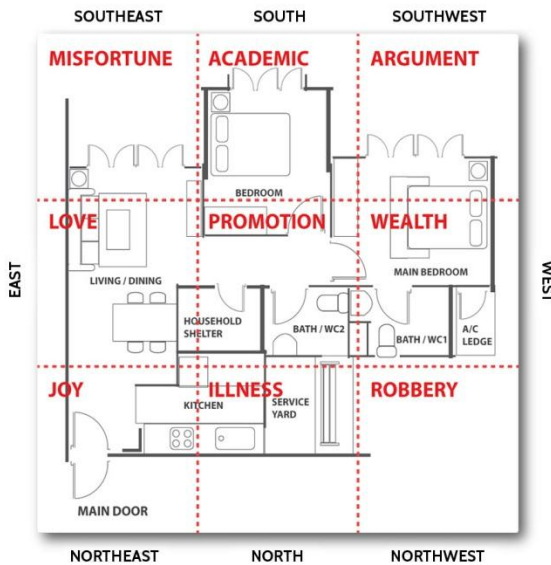 SOUTHEAST SOUTH SOUTHWEST
MISFORTUNE ACADEMIC ARGUMENT
BEDROOM
LOVE PROMOTION WEALTH
EAST
WEST
LIVING / DINING
MAIN BEDROOM
HOUSEHOLD
SHELTER
BATH / WC2
BATH / WC1
A/C
LEDGE
JOY ILLNESS ROBBERY
KITCHEN
SERVICE
YARD
MAIN DOOR
NORTHEAST NORTH NORTHWEST